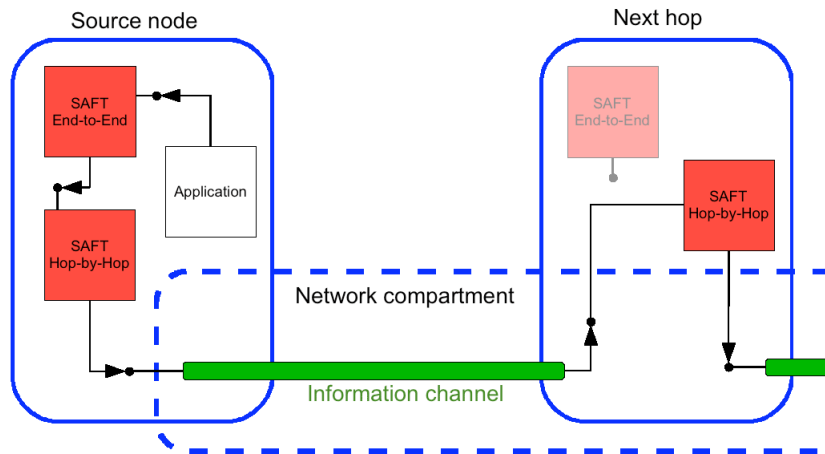 Source node
Next hop
SAFT
End-to-End
SAFT
End-to-End
Application
SAFT
Hop-by-Hop
SAFT
Hop-by-Hop
Network compartment
Information channel